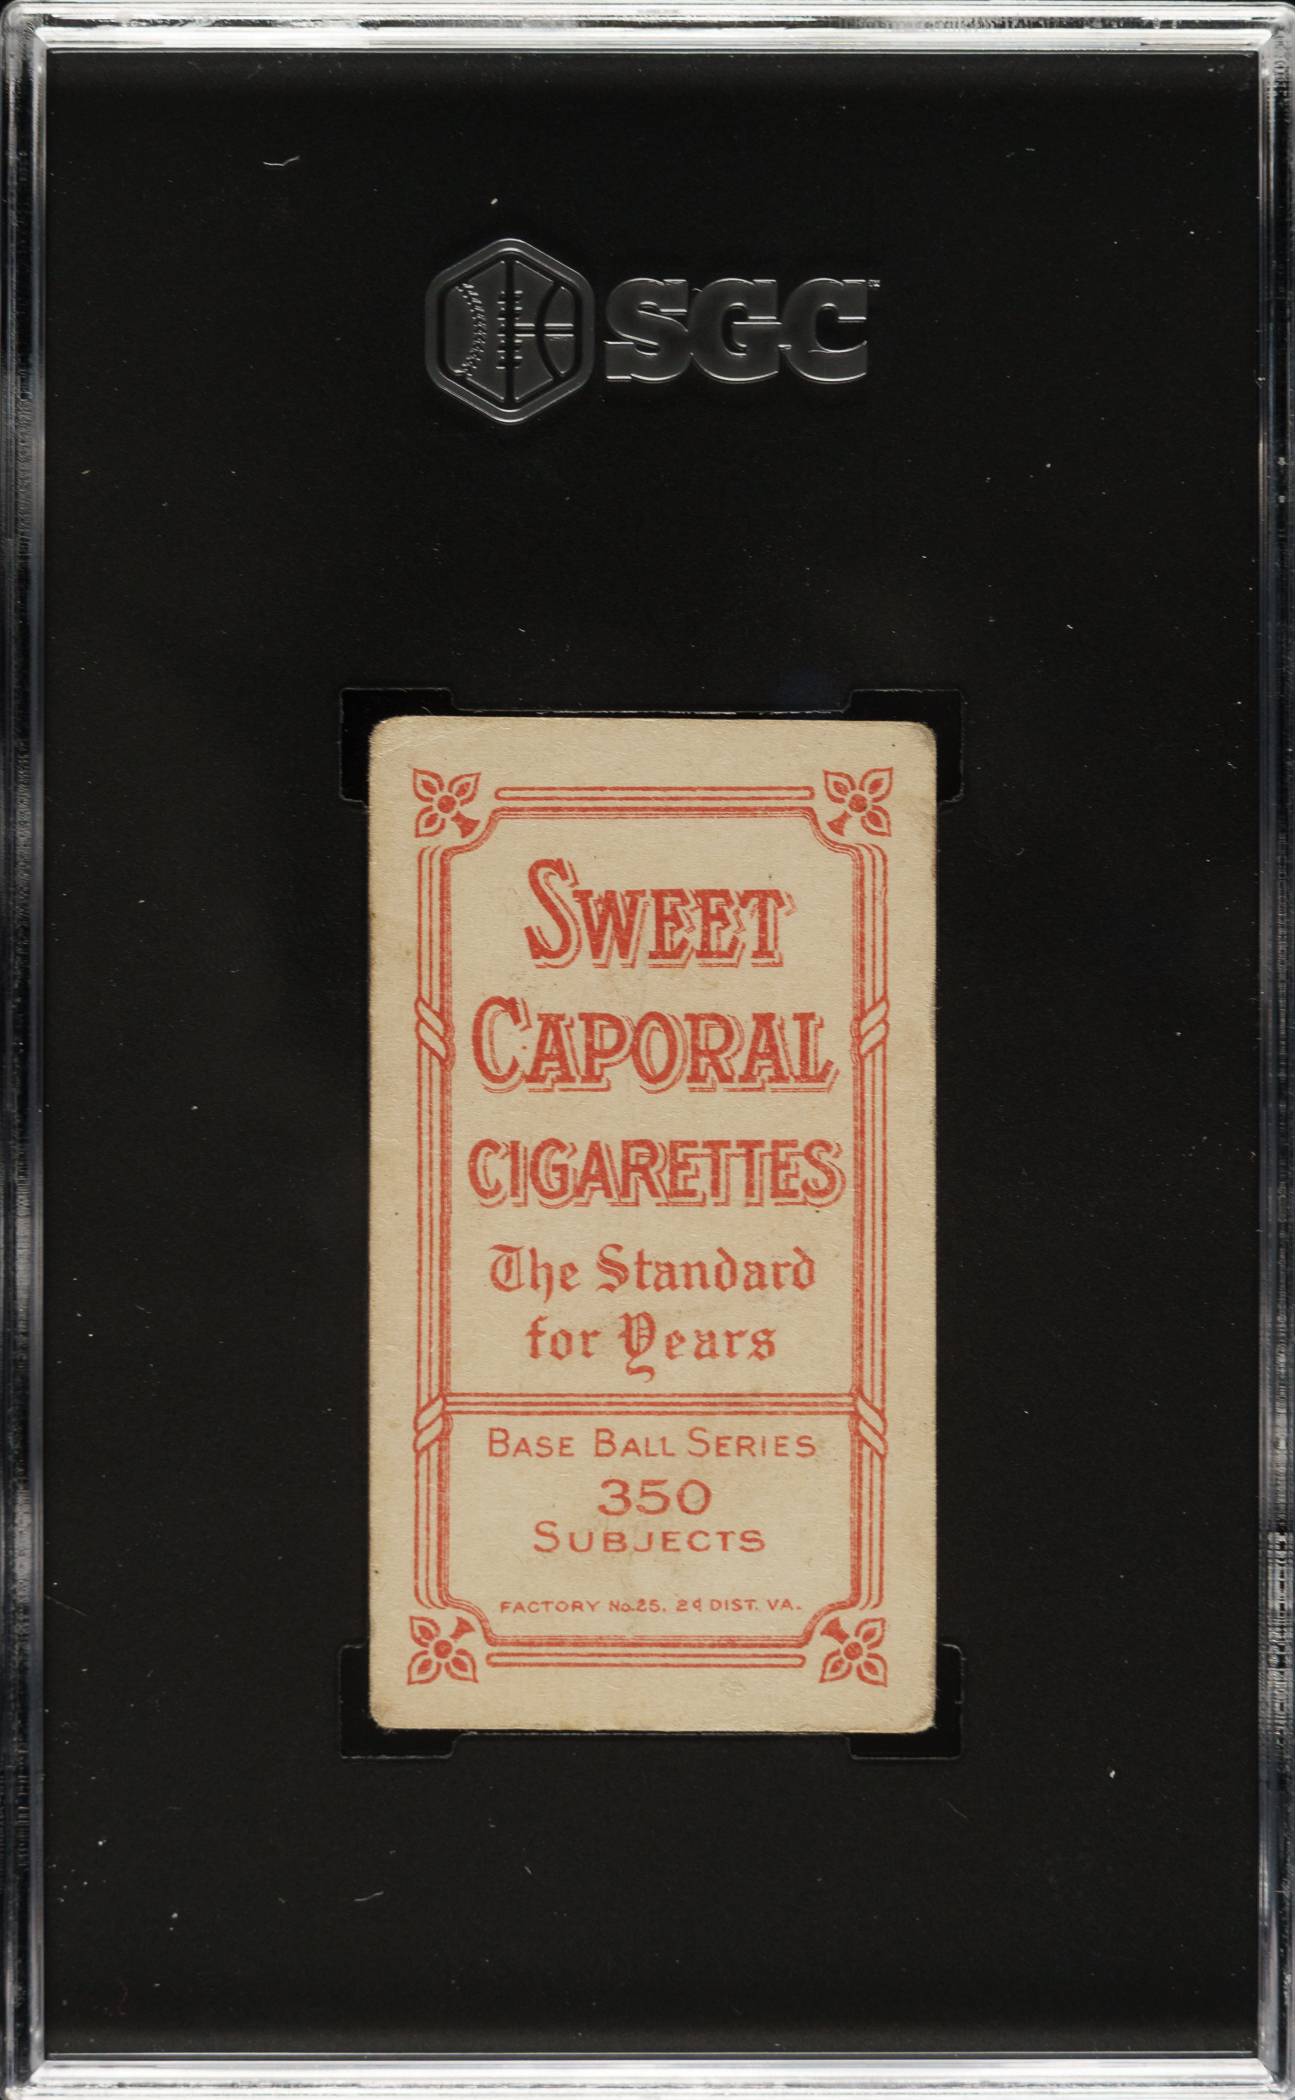 SGC
SWEET
CAPORAL
CIGARETTES
The Standard
for Years
BASE BALL SERIES
350
SUBJECTS
FACTORY No. 25, 2d DIST. VA.